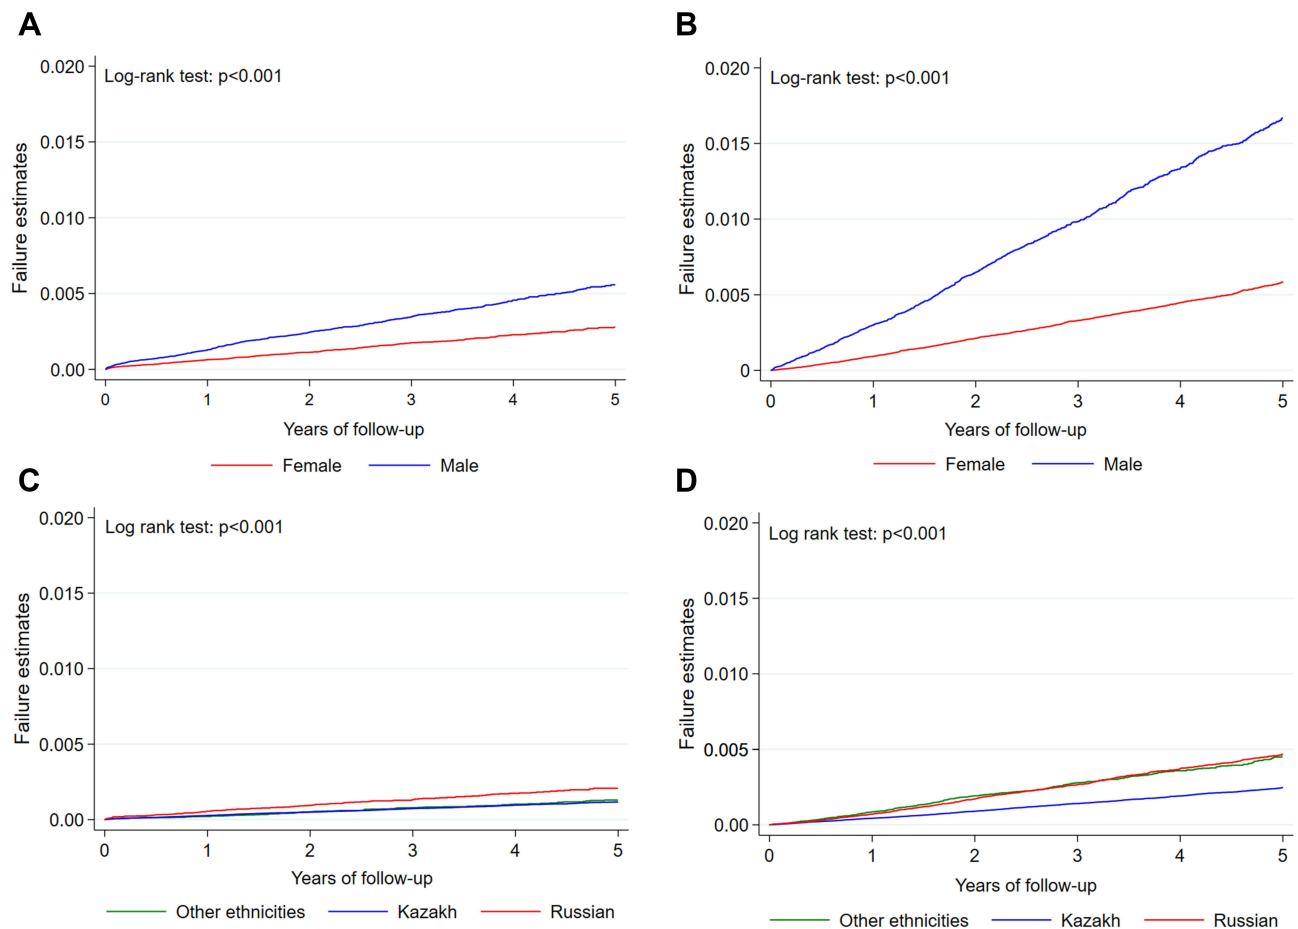 A
Log-rank test: p<0.001
0.020
0.015
0.010
0.005
0.00
Failure estimates
0 1 2 3 4 5
Years of follow-up
Female Male
B
Log-rank test: p<0.001
0.020
0.015
0.010
0.005
0
Failure estimates
0 1 2 3 4 5
Years of follow-up
Female Male
C
Log rank test: p<0.001
0.020
0.015
0.010
0.005
0.00
Failure estimates
0 1 2 3 4 5
Years of follow-up
Other ethnicities Kazakh Russian
D
Log rank test: p<0.001
0.020
0.015
0.010
0.005
0.00
Failure estimates
0 1 2 3 4 5
Years of follow-up
Other ethnicities Kazakh Russian